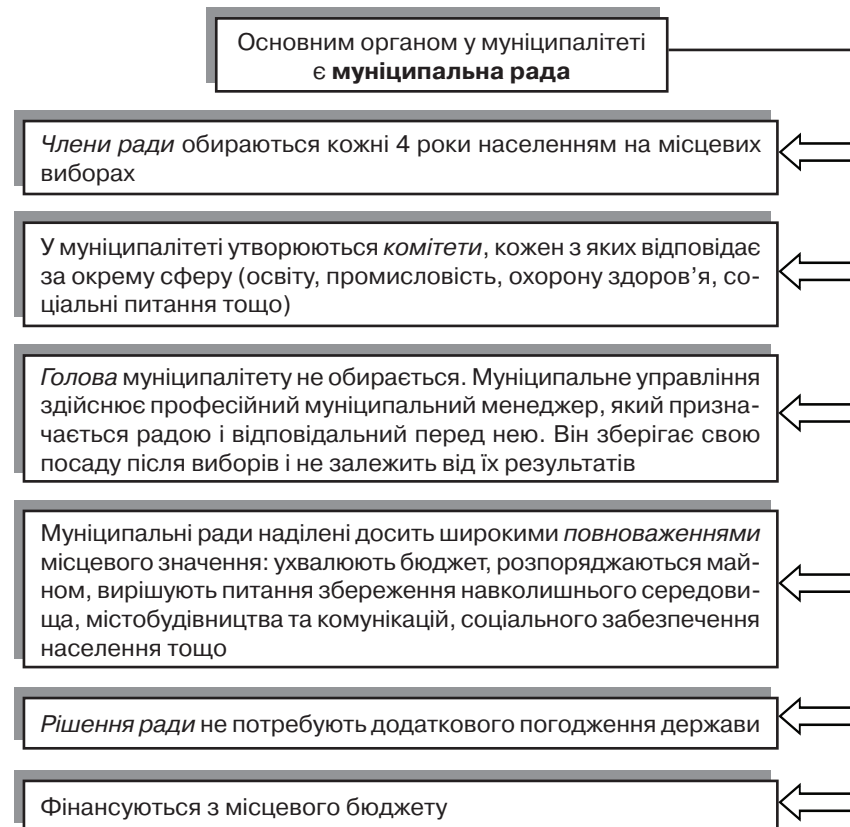 Основним органом у муніципалітеті
є муніципальна рада
Члени ради обираються кожні 4 роки населенням на місцевих
виборах
У муніципалітеті утворюються комітети, кожен з яких відповідає
за окрему сферу (освіту, промисловість, охорону здоров’я, со-
ціальні питання тощо)
Голова муніципалітету не обирається. Муніципальне управління
здійснює професійний муніципальний менеджер, який призна-
чається радою і відповідальний перед нею. Він зберігає свою
посаду після виборів і не залежить від їх результатів
Муніципальні ради наділені досить широкими повноваженнями
місцевого значення: ухвалюють бюджет, розпоряджаються май-
ном, вирішують питання збереження навколишнього середови-
ща, містобудівництва та комунікацій, соціального забезпечення
населення тощо
Рішення ради не потребують додаткового погодження держави
Фінансуються з місцевого бюджету